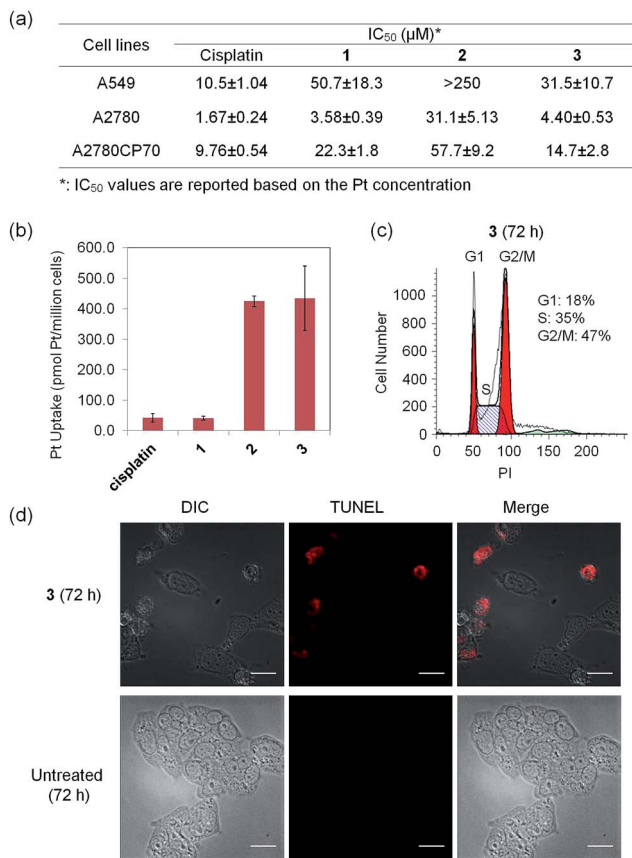 (a)
Cell lines
IC50 (µM)*
Cisplatin 1 2 3
A549 10.5±1.04 50.7±18.3 >250 31.5±10.7
A2780 1.67±0.24 3.58±0.39 31.1±5.13 4.40±0.53
A2780CP70 9.76±0.54 22.3±1.8 57.7±9.2 14.7±2.8
*: IC50 values are reported based on the Pt concentration
(b)
Pt Uptake (pmol Pt/million cells)
600.0
500.0
400.0
300.0
200.0
100.0
0.0
cisplatin 1 2 3
(c)
3 (72 h)
G1 G2/M
G1: 18%
S: 35%
G2/M: 47%
S
Cell Number
1000
800
600
400
200
0
0 50 100 150 200
PI
(d)
DIC TUNEL Merge
3 (72 h)
Untreated
(72 h)